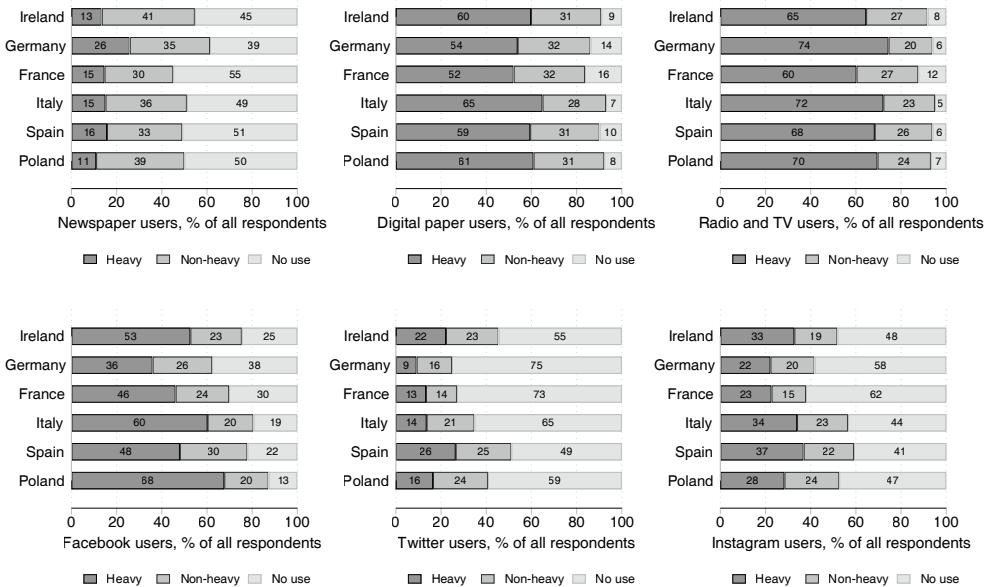 Ireland 13 41 45
Germany 26 35 39
France 15 30 55
Italy 15 36 49
Spain 16 33 51
Poland 11 39 50
0 20 40 60 80 100
Newspaper users, % of all respondents
Heavy Non-heavy No use
Ireland 60 31 9
Germany 54 32 14
France 52 32 16
Italy 65 28 7
Spain 59 31 10
Poland 61 31 8
0 20 40 60 80 100
Digital paper users, % of all respondents
Heavy Non-heavy No use
Ireland 65 27 8
Germany 74 20 6
France 60 27 12
Italy 72 23 5
Spain 68 26 6
Poland 70 24 7
0 20 40 60 80 100
Radio and TV users, % of all respondents
Heavy Non-heavy No use
Ireland 53 23 25
Germany 36 26 38
France 46 24 30
Italy 60 20 19
Spain 48 30 22
Poland 68 20 13
0 20 40 60 80 100
Facebook users, % of all respondents
Heavy Non-heavy No use
Ireland 22 23 55
Germany 9 16 75
France 13 14 73
Italy 14 21 65
Spain 26 25 49
Poland 16 24 59
0 20 40 60 80 100
Twitter users, % of all respondents
Heavy Non-heavy No use
Ireland 33 19 48
Germany 22 20 58
France 23 15 62
Italy 34 23 44
Spain 37 22 41
Poland 28 24 47
0 20 40 60 80 100
Instagram users, % of all respondents
Heavy Non-heavy No use